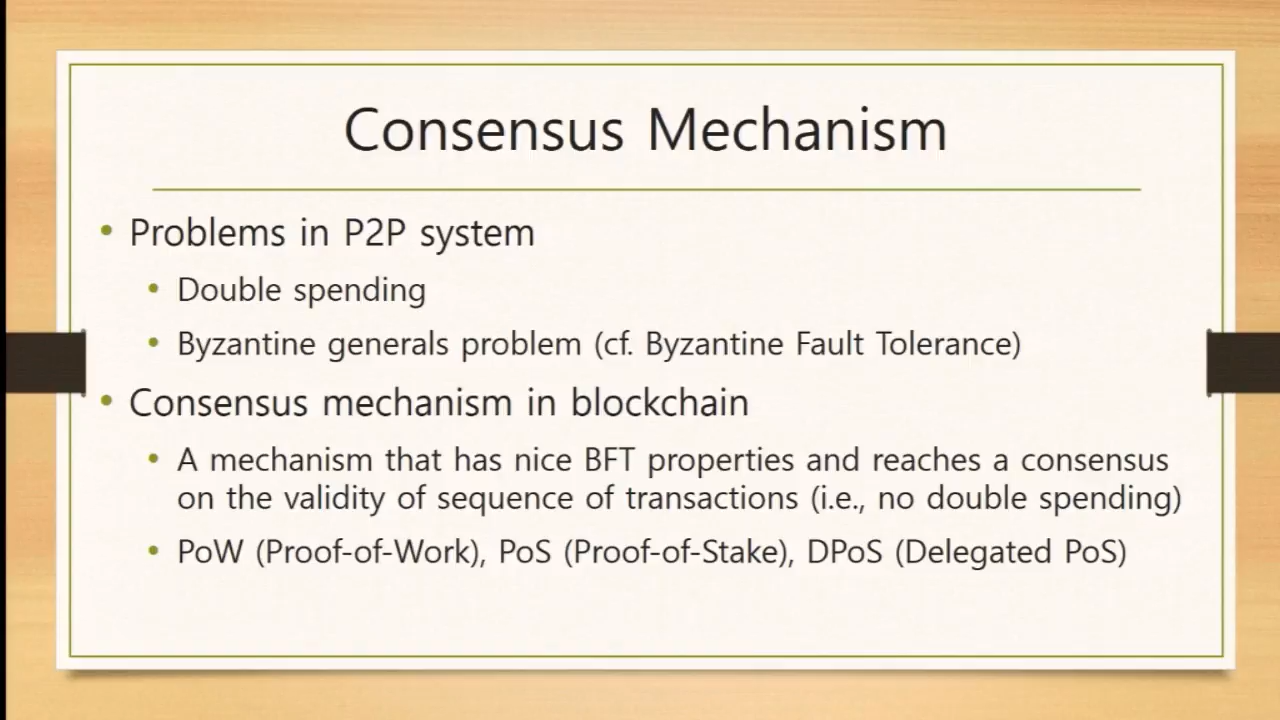 Consensus Mechanism
• Problems in P2P system
• Double spending
• Byzantine generals problem (cf. Byzantine Fault Tolerance)
• Consensus mechanism in blockchain
• A mechanism that has nice BFT properties and reaches a consensus
on the validity of sequence of transactions (i.e., no double spending)
• PoW (Proof-of-Work), PoS (Proof-of-Stake), DPoS (Delegated PoS)